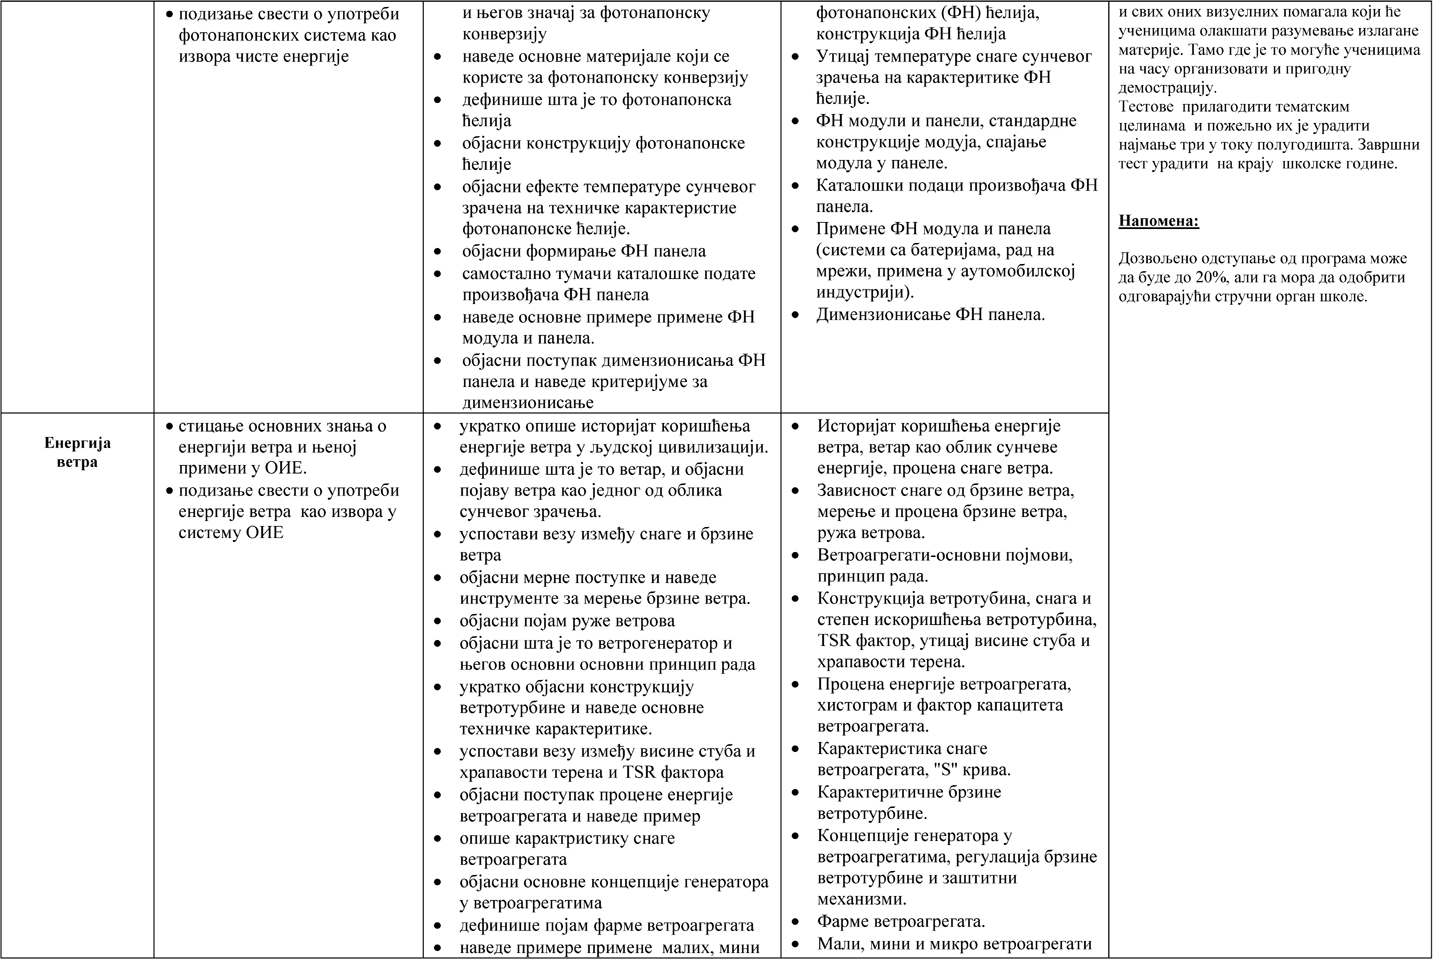 • подизање свести о употреби
фотонапонских система као
извора чисте енергије
и његов значај за фотонапонску
конверзију
• наведе основне материјале који се
користе за фотонапонску конверзију
• дефинише шта је то фотонапонска
ћелија
• објасни конструкцију фотонапонске
ћелије
• објасни ефекте температуре сунчевог
зрачена на техничке карактеристие
фотонапонске ћелије.
• објасни формирање ФН панела
• самостално тумачи каталошке подате
произвођача ФН панела
• наведе основне примере примене ФН
модула и панела.
• објасни поступак димензионисања ФН
панела и наведе критеријуме за
димензионисање
фотонапонских (ФН) ћелија,
конструкција ФН ћелија
• Утицај температуре снаге сунчевог
зрачења на карактеритике ФН
ћелије.
• ФН модули и панели, стандардне
конструкције модуја, спајање
модула у панеле.
• Каталошки подаци произвођача ФН
панела.
• Примене ФН модула и панела
(системи са батеријама, рад на
мрежи, примена у аутомобилској
индустрији).
• Димензионисање ФН панела.
и свих оних визуелних помагала који ће
ученицима олакшати разумевање излагане
материје. Тамо где је то могуће ученицима
на часу организовати и пригодну
демострацију.
Тестове прилагодити тематским
целинама и пожељно их је урадити
најмање три у току полугодишта. Завршни
тест урадити на крају школске године.
Напомена:
Дозвољено одступање од програма може
да буде до 20%, али га мора да одобрити
одговарајући стручни орган школе.
Енергија
ветра
• стицање основних знања о
енергији ветра и њеној
примени у ОИЕ.
• подизање свести о употреби
енергије ветра као извора у
систему ОИЕ
• укратко опише историјат коришћења
енергије ветра у људској цивилизацији.
• дефинише шта је то ветар, и објасни
појаву ветра као једног од облика
сунчевог зрачења.
• успостави везу између снаге и брзине
ветра
• објасни мерне поступке и наведе
инструменте за мерење брзине ветра.
• објасни појам руже ветрова
• објасни шта је то ветрогенератор и
његов основни основни принцип рада
• укратко објасни конструкцију
ветротурбине и наведе основне
техничке карактеритике.
• успостави везу између висине стуба и
храпавости терена и TSR фактора
• објасни поступак процене енергије
ветроагрегата и наведе пример
• опише карактристику снаге
ветроагрегата
• објасни основне концепције генератора
у ветроагрегатима
• дефинише појам фарме ветроагрегата
• наведе примере примене малих, мини
• Историјат коришћења енергије
ветра, ветар као облик сунчеве
енергије, процена снаге ветра.
• Зависност снаге од брзине ветра,
мерење и процена брзине ветра,
ружа ветрова.
• Ветроагрегати-основни појмови,
принцип рада.
• Конструкција ветротубина, снага и
степен искоришћења ветротурбина,
TSR фактор, утицај висине стуба и
храпавости терена.
• Процена енергије ветроагрегата,
хистограм и фактор капацитета
ветроагрегата.
• Карактеристика снаге
ветроагрегата, "S" крива.
• Карактеритичне брзине
ветротурбине.
• Концепције генератора у
ветроагрегатима, регулација брзине
ветротурбине и заштитни
механизми.
• Фарме ветроагрегата.
• Мали, мини и микро ветроагрегати